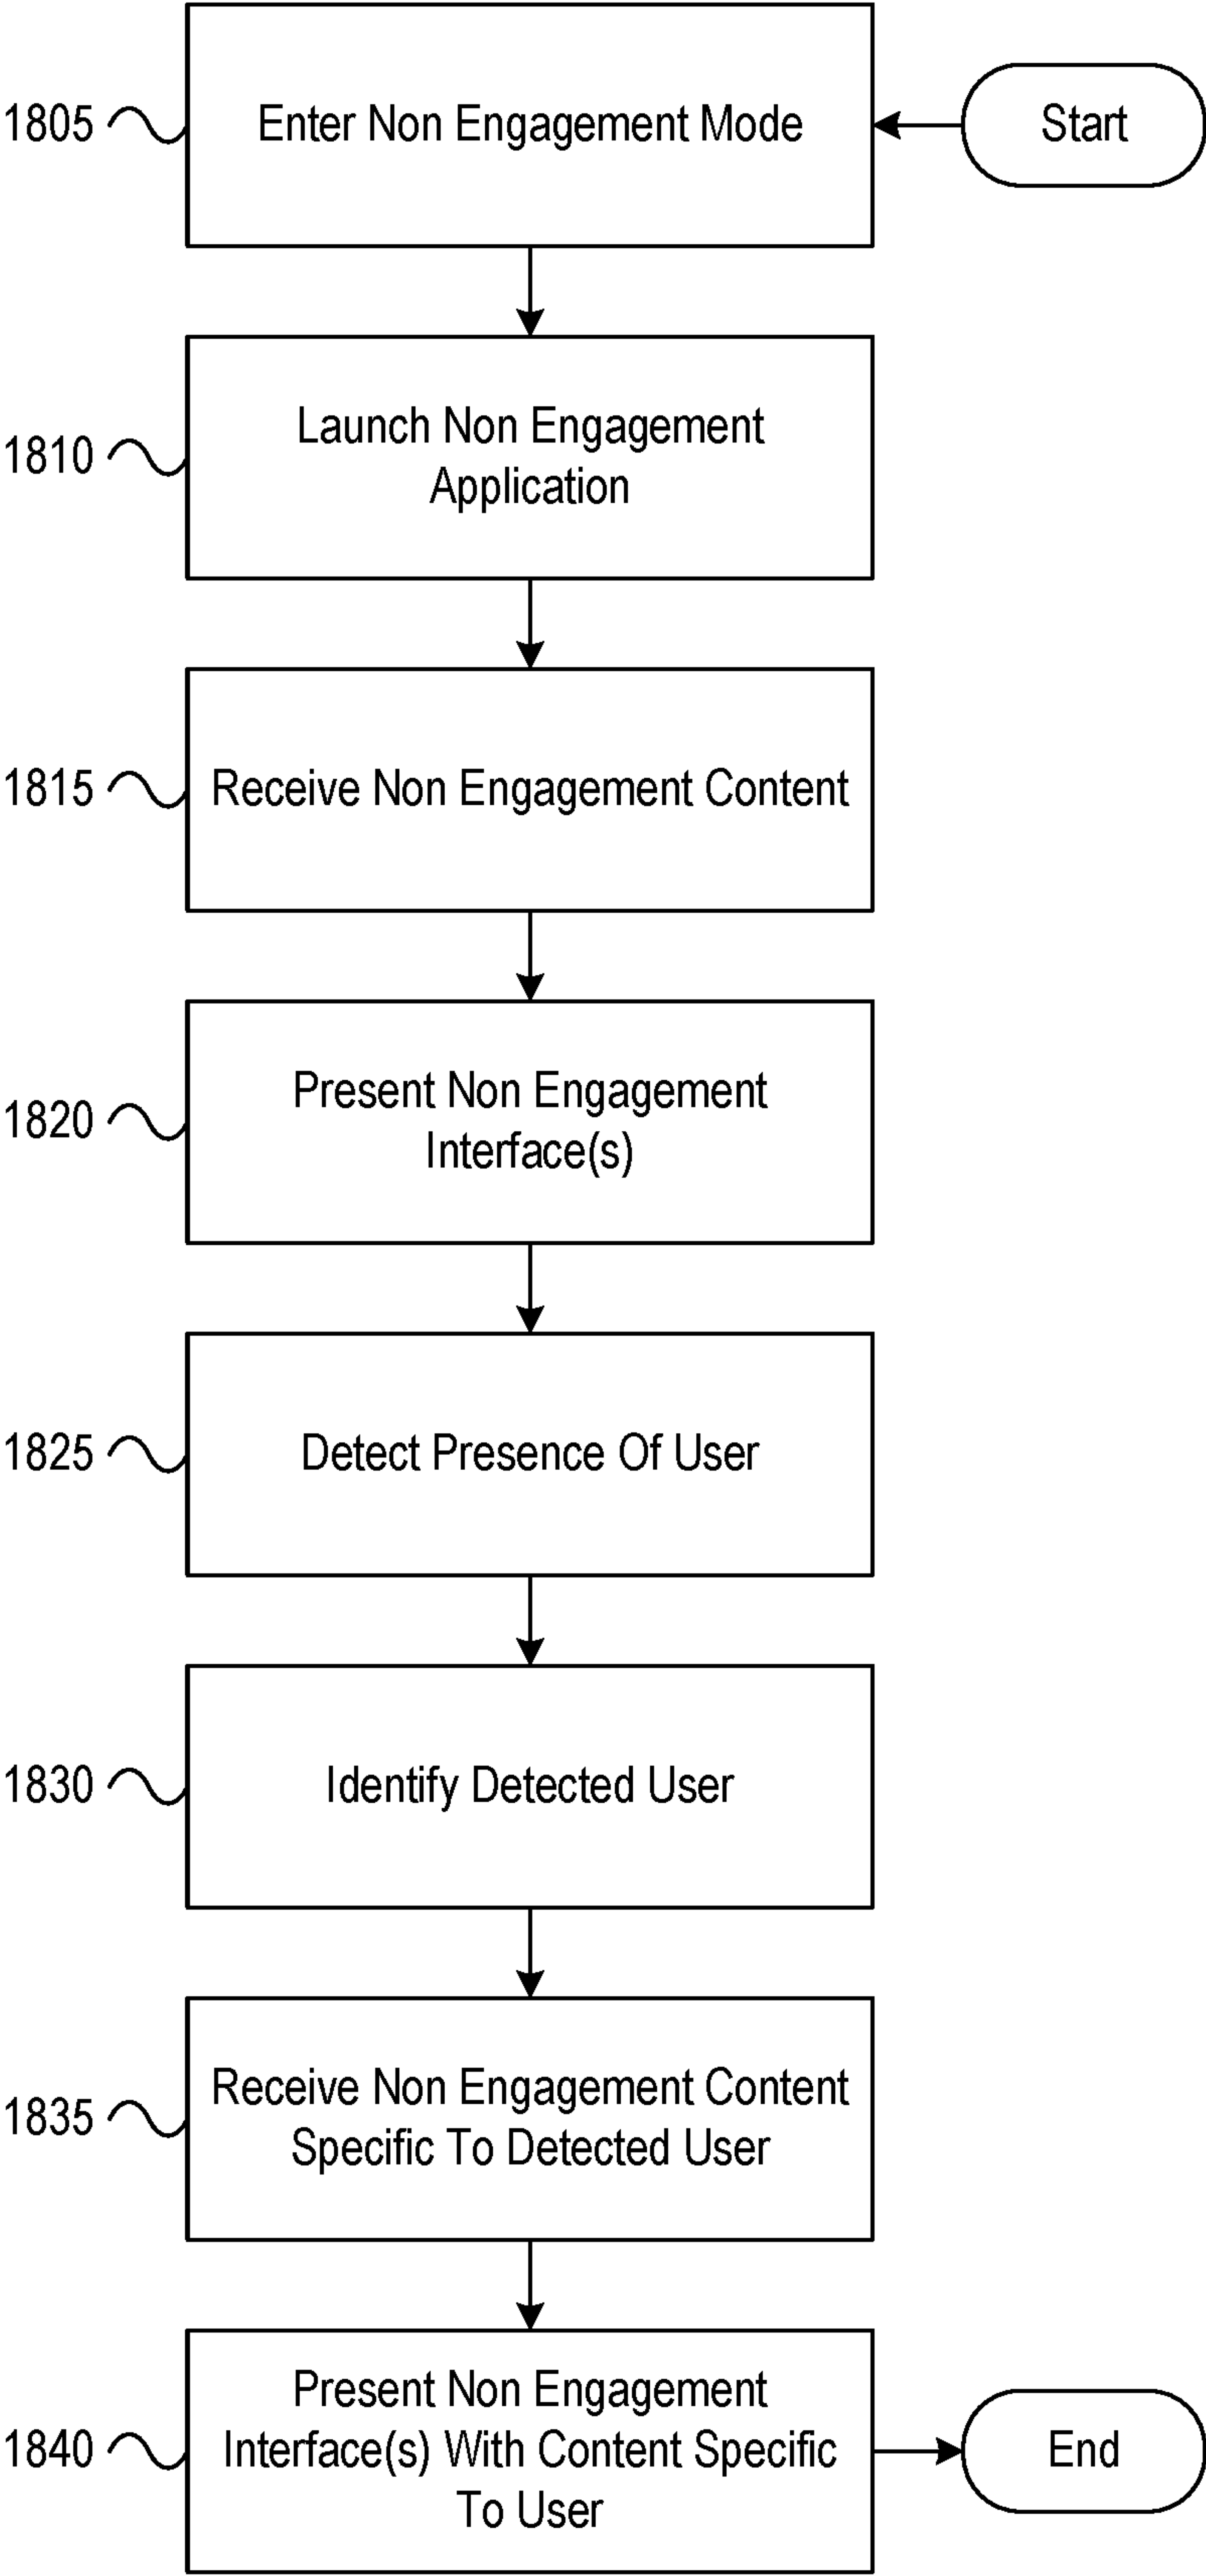 1805
Enter Non Engagement Mode
Start
1810
Launch Non Engagement
Application
1815
Receive Non Engagement Content
1820
Present Non Engagement
Interface(s)
1825
Detect Presence Of User
1830
Identify Detected User
1835
Receive Non Engagement Content
Specific To Detected User
1840
Present Non Engagement
Interface(s) With Content Specific
To User
End